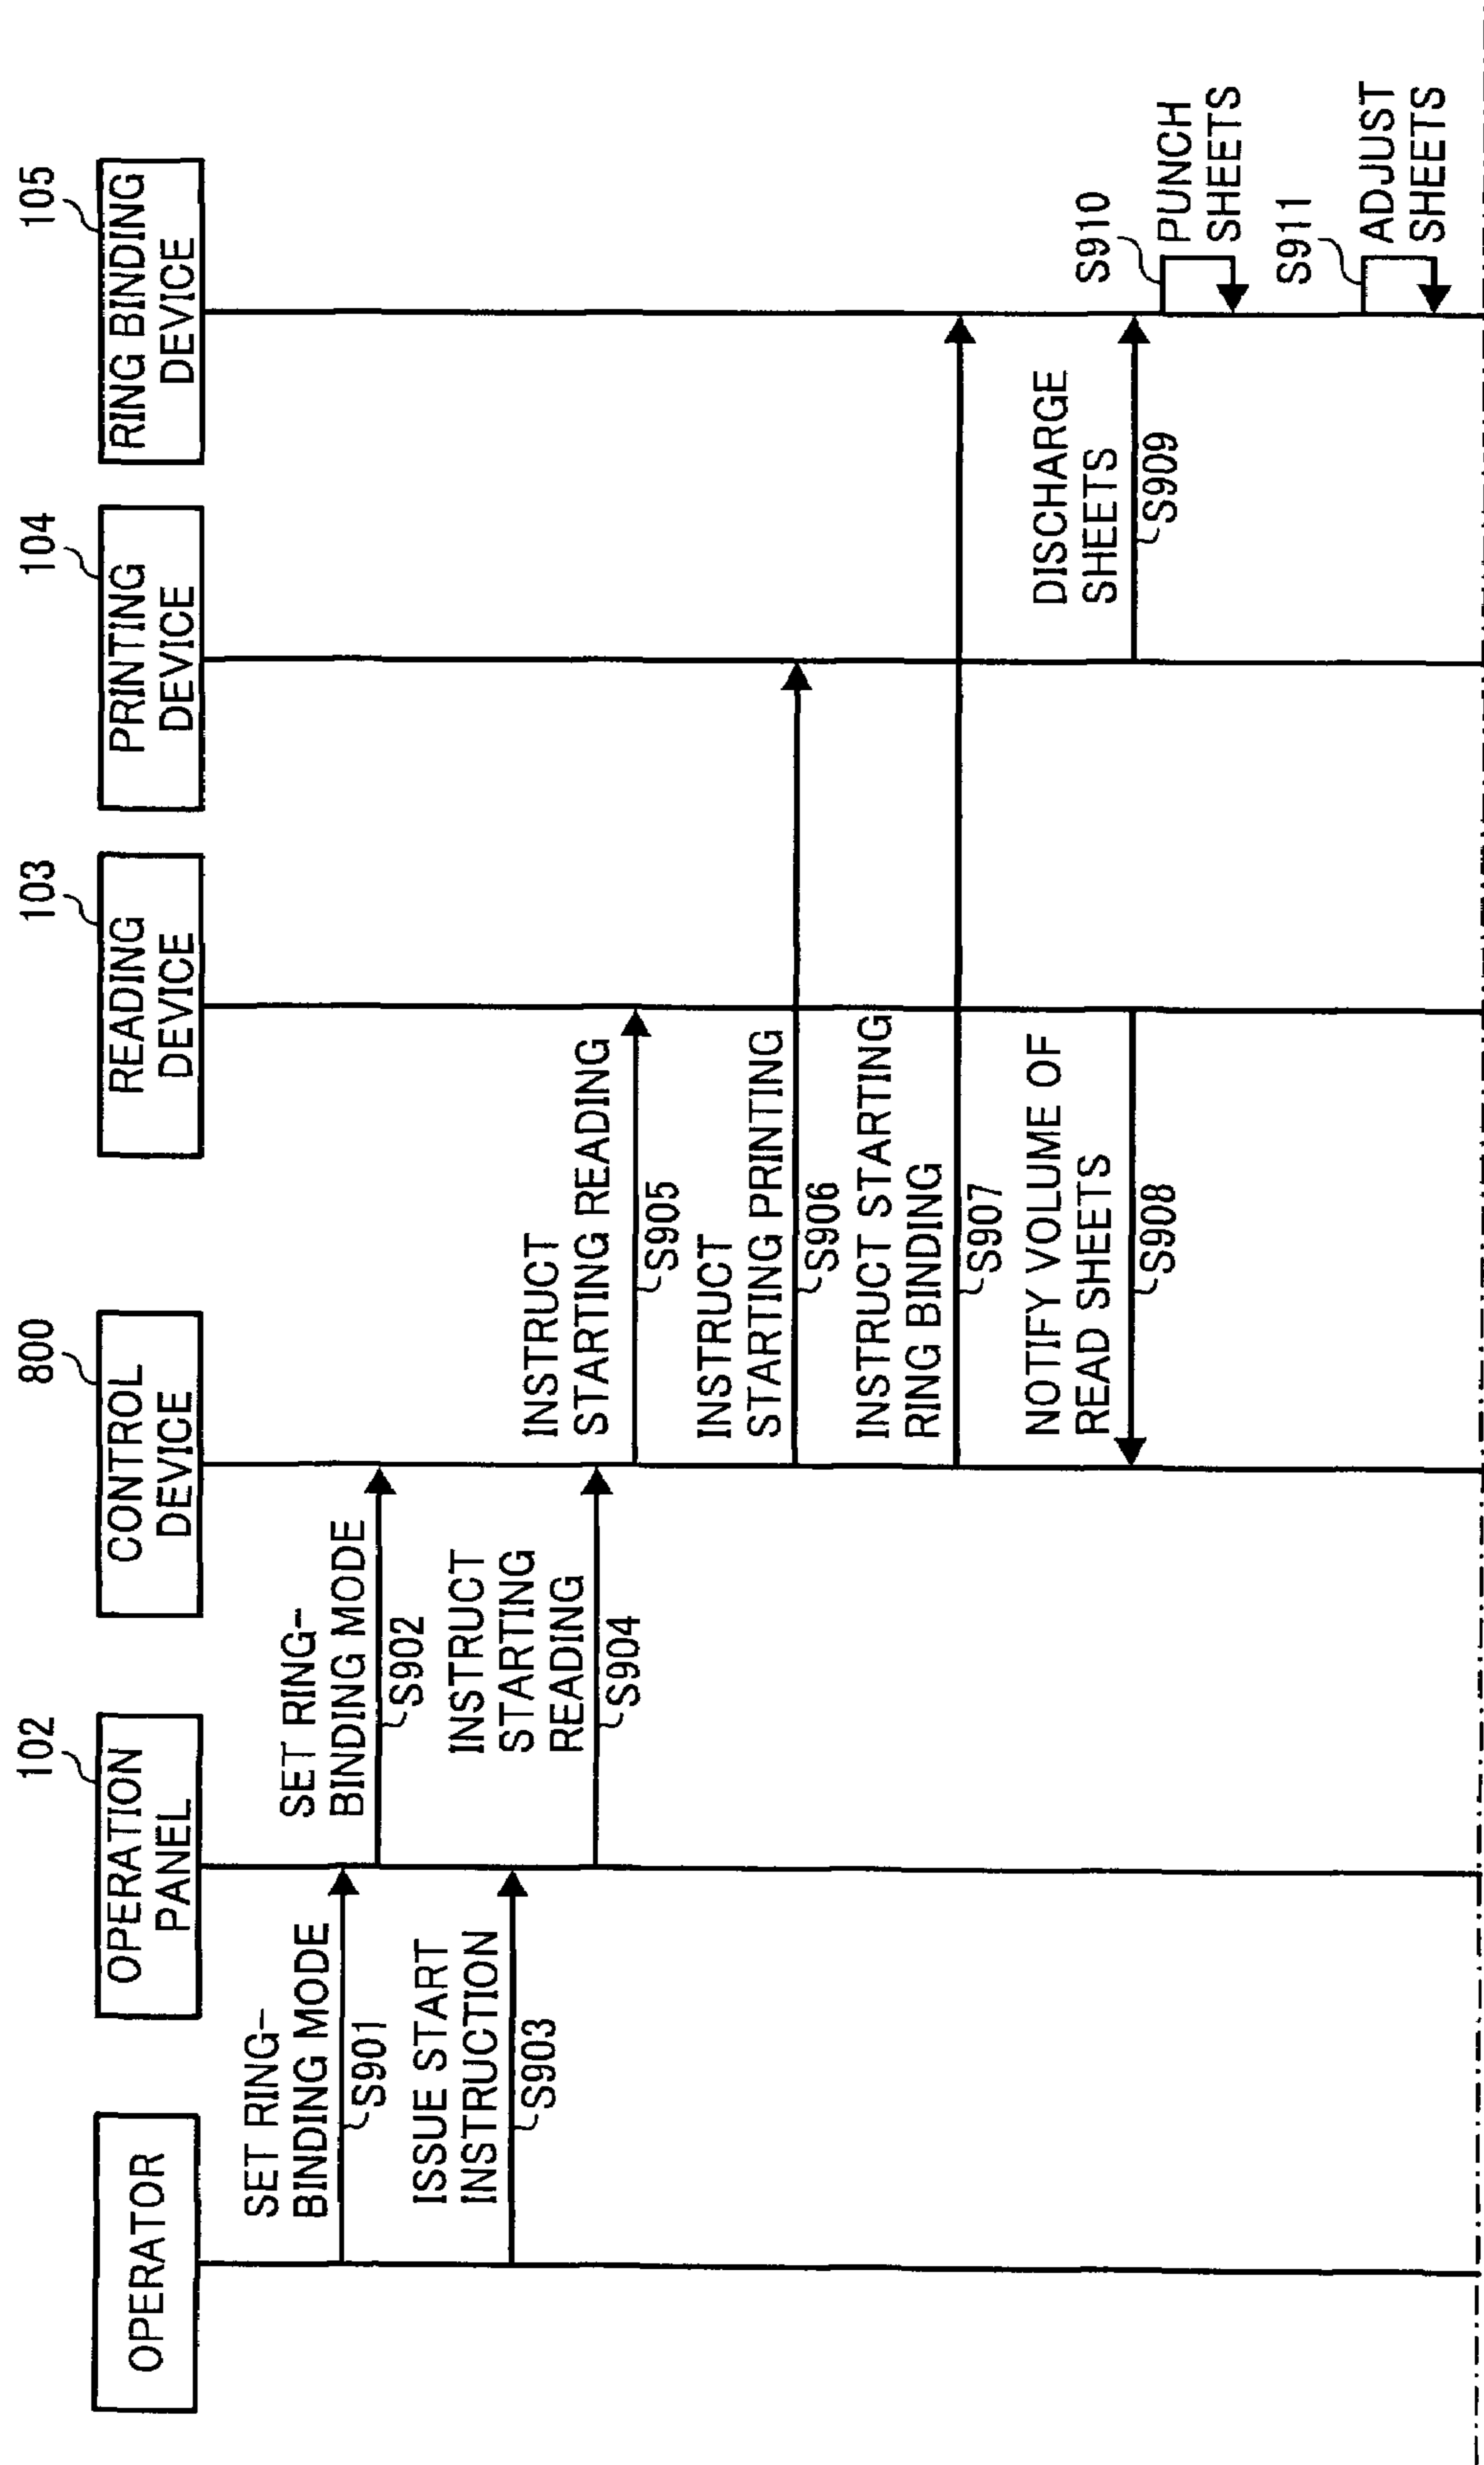 OPERATOR
102
OPERATION
PANEL
800
CONTROL
DEVICE
103
READING
DEVICE
104
PRINTING
DEVICE
105
RING BINDING
DEVICE
SET RING-
BINDING MODE
S901
SET RING-
BINDING MODE
S902
ISSUE START
INSTRUCTION
S903
INSTRUCT
STARTING
READING
S904
INSTRUCT
STARTING READING
S905
INSTRUCT
STARTING PRINTING
S906
INSTRUCT STARTING
RING BINDING
S907
NOTIFY VOLUME OF
READ SHEETS
S908
DISCHARGE
SHEETS
S909
S910
PUNCH
SHEETS
S911
ADJUST
SHEETS